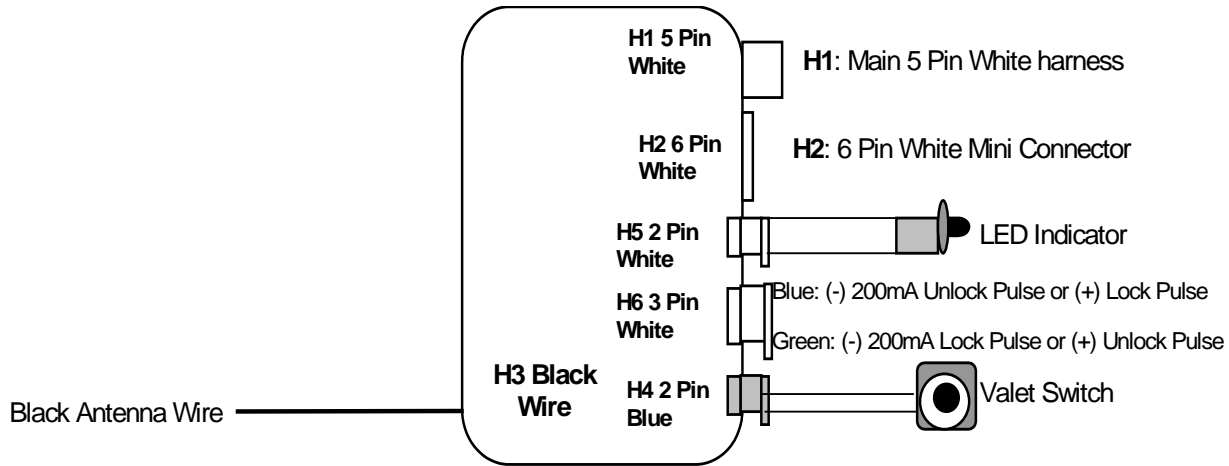 H1 5 Pin
White
H1: Main 5 Pin White harness
H2 6 Pin
White
H2: 6 Pin White Mini Connector
H5 2 Pin
White
LED Indicator
H6 3 Pin
White
Blue: (-) 200mA Unlock Pulse or (+) Lock Pulse
Green: (-) 200mA Lock Pulse or (+) Unlock Pulse
H3 Black
Wire
H4 2 Pin
Blue
Valet Switch
Black Antenna Wire